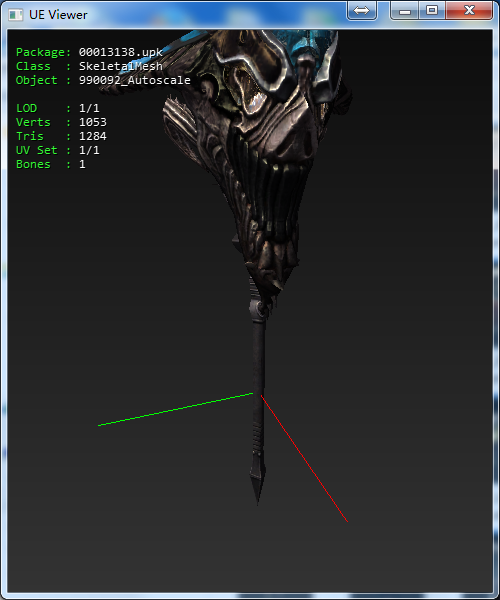 UE Viewer
Package: 00013138.upk
Class : SkeletalMesh
Object : 990092_Autoscale
LOD : 1/1
Verts : 1053
Tris : 1284
UV Set : 1/1
Bones : 1